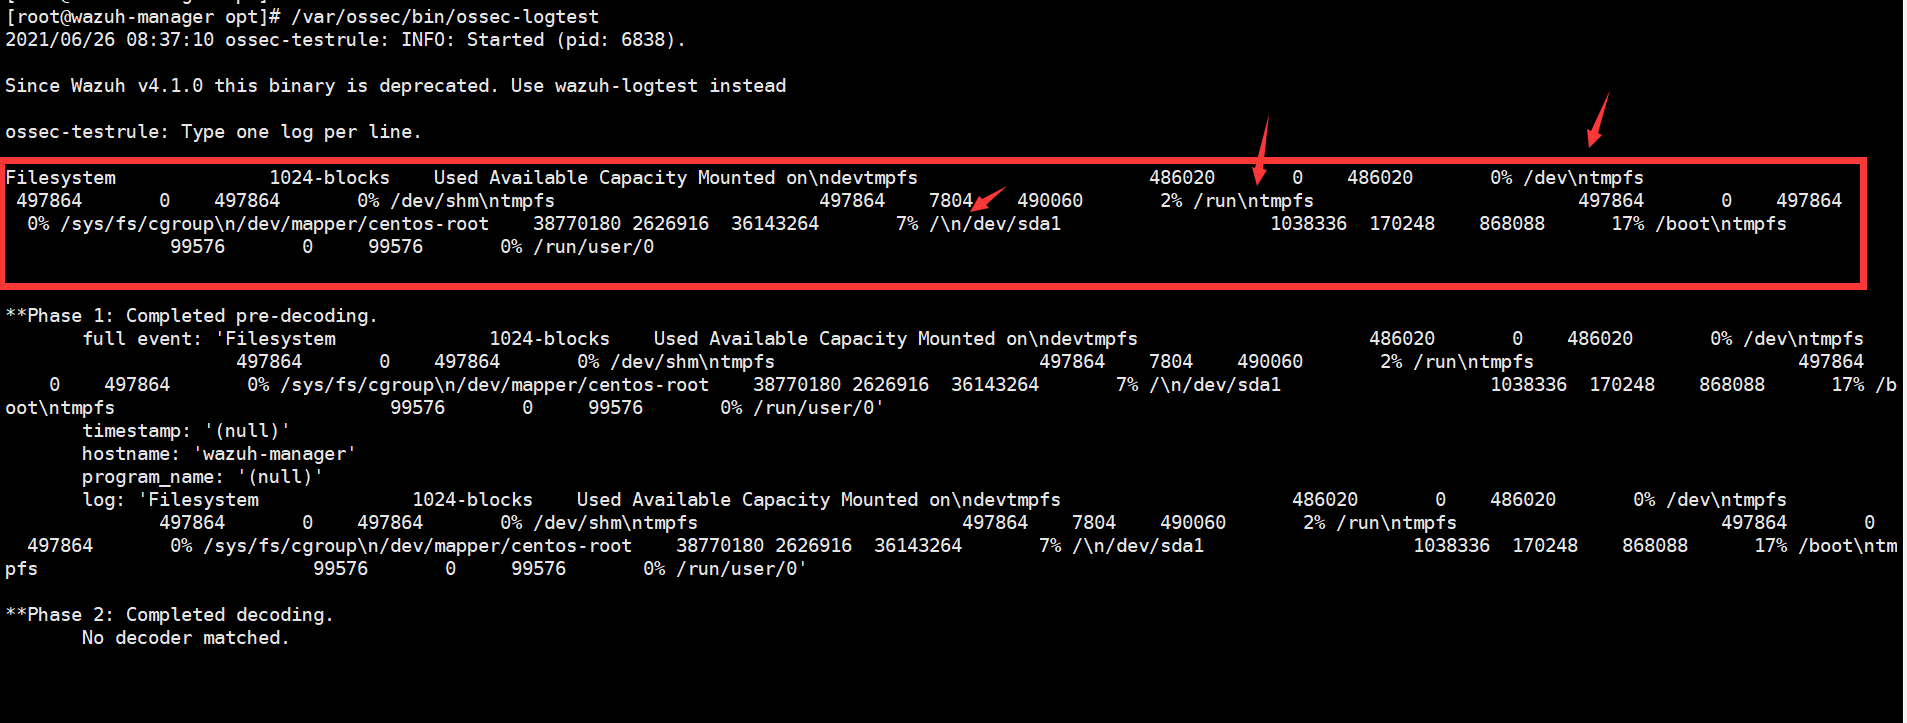 [root@wazuh-manager opt]# /var/ossec/bin/ossec-logtest
2021/06/26 08:37:10 ossec-testrule: INFO: Started (pid: 6838).
Since Wazuh v4.1.0 this binary is deprecated. Use wazuh-logtest instead
ossec-testrule: Type one log per line.
Filesystem              1024-blocks    Used Available Capacity Mounted on\ndevtmpfs                     486020       0    486020       0% /dev\ntmpfs
 497864       0    497864       0% /dev/shm\ntmpfs                        497864    7804    490060       2% /run\ntmpfs                        497864       0    497864
  0% /sys/fs/cgroup\n/dev/mapper/centos-root    38770180 2626916  36143264       7% /\n/dev/sda1                   1038336  170248    868088      17% /boot\ntmpfs
               99576       0     99576       0% /run/user/0
**Phase 1: Completed pre-decoding.
       full event: 'Filesystem              1024-blocks    Used Available Capacity Mounted on\ndevtmpfs                     486020       0    486020       0% /dev\ntmpfs
                     497864       0    497864       0% /dev/shm\ntmpfs                        497864    7804    490060       2% /run\ntmpfs                        497864
    0    497864       0% /sys/fs/cgroup\n/dev/mapper/centos-root    38770180 2626916  36143264       7% /\n/dev/sda1                   1038336  170248    868088      17% /b
oot\ntmpfs                         99576       0     99576       0% /run/user/0'
       timestamp: '(null)'
       hostname: 'wazuh-manager'
       program_name: '(null)'
       log: 'Filesystem              1024-blocks    Used Available Capacity Mounted on\ndevtmpfs                     486020       0    486020       0% /dev\ntmpfs
              497864       0    497864       0% /dev/shm\ntmpfs                        497864    7804    490060       2% /run\ntmpfs                        497864       0
  497864       0% /sys/fs/cgroup\n/dev/mapper/centos-root    38770180 2626916  36143264       7% /\n/dev/sda1                   1038336  170248    868088      17% /boot\ntm
pfs                         99576       0     99576       0% /run/user/0'
**Phase 2: Completed decoding.
       No decoder matched.